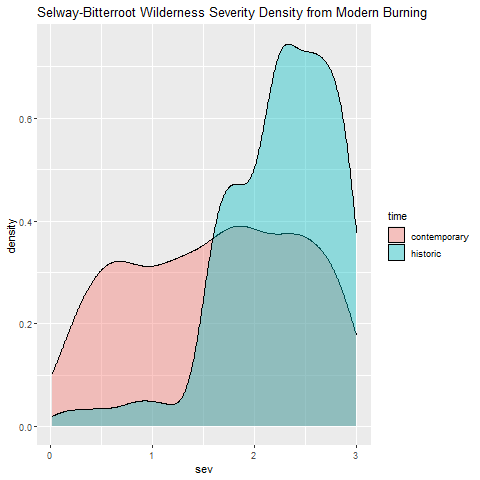 Selway-Bitterroot Wilderness Severity Density from Modern Burning
density
0.6
0.4
0.2
0.0
0 1 2 3
sev
time
contemporary
historic